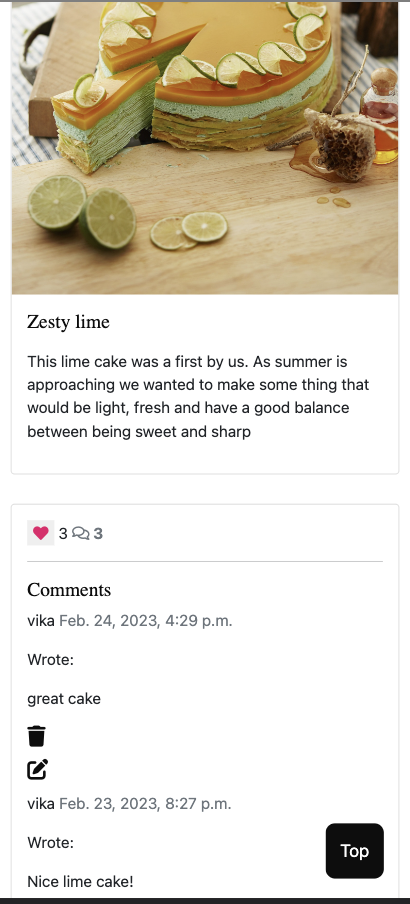 Zesty lime
This lime cake was a first by us. As summer is
approaching we wanted to make some thing that
would be light, fresh and have a good balance
between being sweet and sharp
3 3
Comments
vika Feb. 24, 2023, 4:29 p.m.
Wrote:
great cake
vika Feb. 23, 2023, 8:27 p.m.
Wrote:
Top
Nice lime cake!